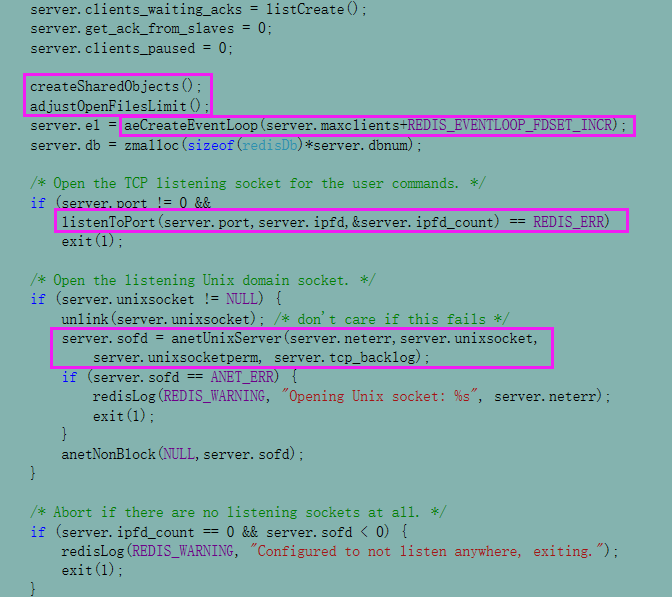 server.clients_waiting_acks = listCreate();
server.get_ack_from_slaves = 0;
server.clients_paused = 0;
createSharedObjects();
adjustOpenFilesLimit();
server.el = aeCreateEventLoop(server.maxclients+REDIS_EVENTLOOP_FDSET_INCR);
server.db = zmalloc(sizeof(redisDb)*server.dbnum);
/* Open the TCP listening socket for the user commands. */
if (server.port != 0 &&
listenToPort(server.port,server.ipfd,&server.ipfd_count) == REDIS_ERR)
exit(1);
/* Open the listening Unix domain socket. */
if (server.unixsocket != NULL) {
unlink(server.unixsocket); /* don't care if this fails */
server.sofd = anetUnixServer(server.neterr,server.unixsocket,
server.unixsocketperm, server.tcp_backlog);
if (server.sofd == ANET_ERR) {
redisLog(REDIS_WARNING, "Opening Unix socket: %s", server.neterr);
exit(1);
}
anetNonBlock(NULL,server.sofd);
}
/* Abort if there are no listening sockets at all. */
if (server.ipfd_count == 0 && server.sofd < 0) {
redisLog(REDIS_WARNING, "Configured to not listen anywhere, exiting.");
exit(1);
}